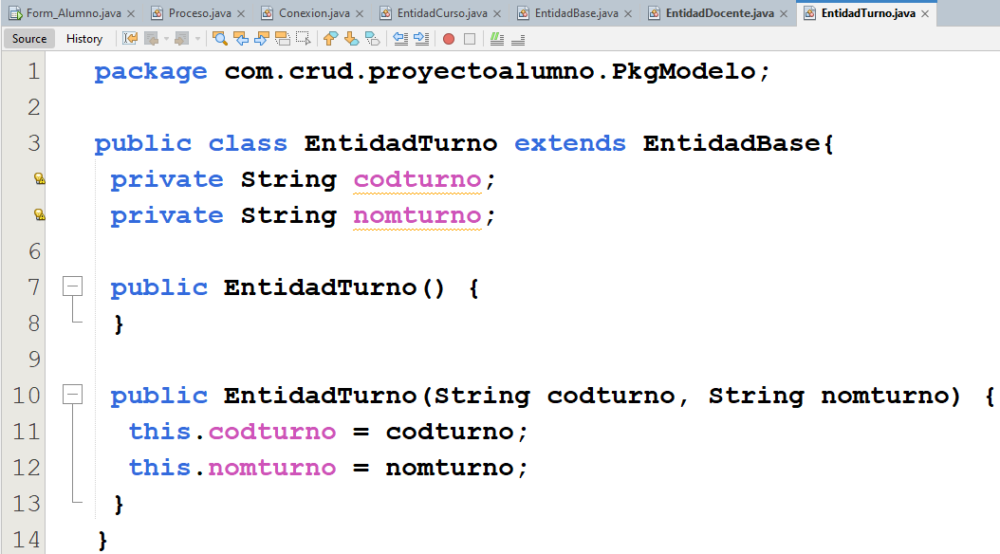 Form_Alumno.java × Proceso.java × Conexion.java × EntidadCurso.java × EntidadBase.java × EntidadDocente.java × EntidadTurno.java ×
Source History
1 package com.crud.proyectoalumno.PkgModelo;
2
3 public class EntidadTurno extends EntidadBase{
private String codturno;
private String nomturno;
6
7 public EntidadTurno() {
8 }
9
10 public EntidadTurno(String codturno, String nomturno) {
11 this.codturno = codturno;
12 this.nomturno = nomturno;
13 }
14 }